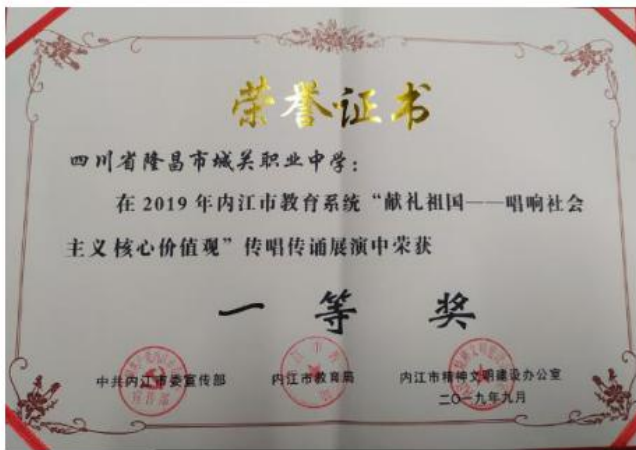 荣誉证书
四川省隆昌市城关职业中学：
在 2019 年内江市教育系统“献礼祖国——唱响社会
主义核心价值观”传唱传诵展演中荣获
一等奖
中共内江市委宣传部 内江市教育局 内江市精神文明建设办公室
二〇一九年九月